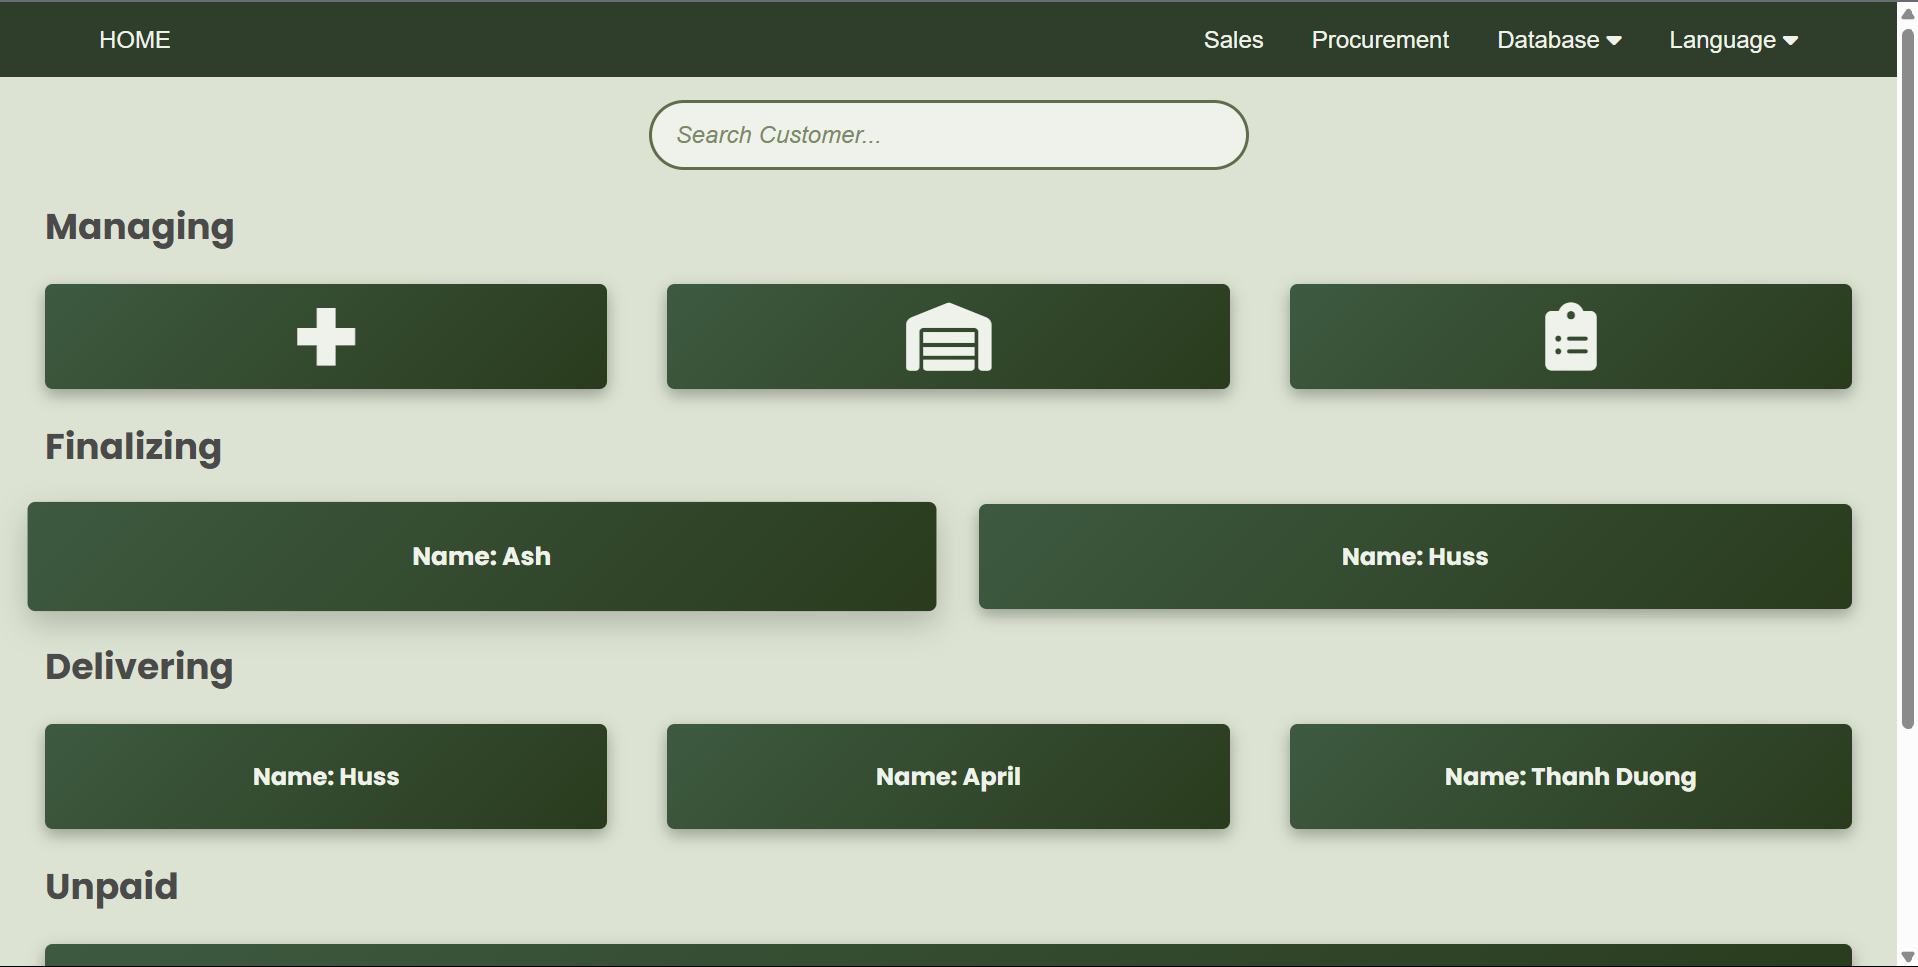 HOME Sales Procurement Database Language
Search Customer...
Managing
Finalizing
Name: Ash Name: Huss
Delivering
Name: Huss Name: April Name: Thanh Duong
Unpaid